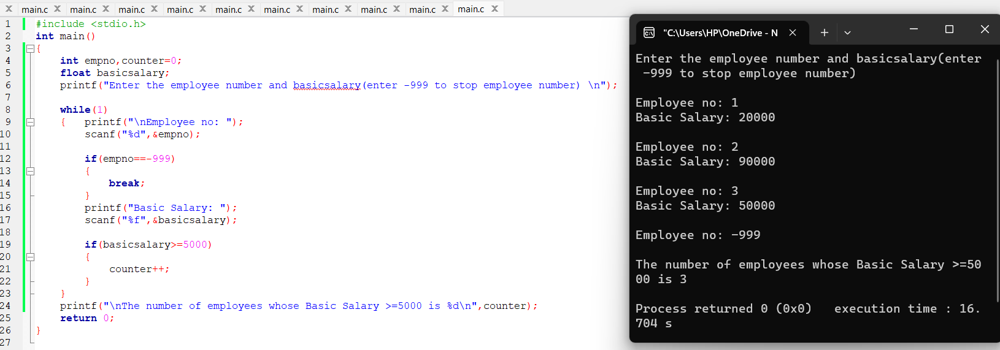 main.c main.c main.c main.c main.c main.c main.c main.c main.c main.c
1 #include <stdio.h>
2 int main()
3 {
4 int empno,counter=0;
5 float basicsalary;
6 printf("Enter the employee number and basicsalary(enter -999 to stop employee number) \n");
7
8 while(1)
9 { printf("\nEmployee no: ");
10 scanf("%d",&empno);
11
12 if(empno==-999)
13 {
14 break;
15 }
16 printf("Basic Salary: ");
17 scanf("%f",&basicsalary);
18
19 if(basicsalary>=5000)
20 {
21 counter++;
22 }
23 }
24 printf("\nThe number of employees whose Basic Salary >=5000 is %d\n",counter);
25 return 0;
26 }
27
"C:\Users\HP\OneDrive - N
Enter the employee number and basicsalary(enter
-999 to stop employee number)
Employee no: 1
Basic Salary: 20000
Employee no: 2
Basic Salary: 90000
Employee no: 3
Basic Salary: 50000
Employee no: -999
The number of employees whose Basic Salary >=50
00 is 3
Process returned 0 (0x0) execution time : 16.
704 s